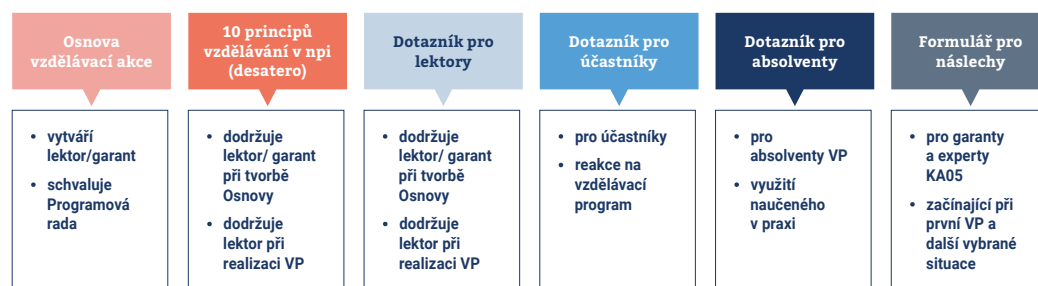 Osnova
vzdělávací akce
• vytváří
lektor/garant
• schvaluje
Programová
rada
10 principů
vzdělávání v npi
(desatero)
• dodržuje
lektor/ garant
při tvorbě
Osnovy
• dodržuje
lektor při
realizaci VP
Dotazník pro
lektory
• dodržuje
lektor/ garant
při tvorbě
Osnovy
• dodržuje
lektor při
realizaci VP
Dotazník pro
účastníky
• pro účastníky
• reakce na
vzdělávací
program
Dotazník pro
absolventy
• pro
absolventy VP
• využití
naučeného
v praxi
Formulář pro
náslechy
• pro garanty
a experty
KA05
• začínající při
první VP a
další vybrané
situace